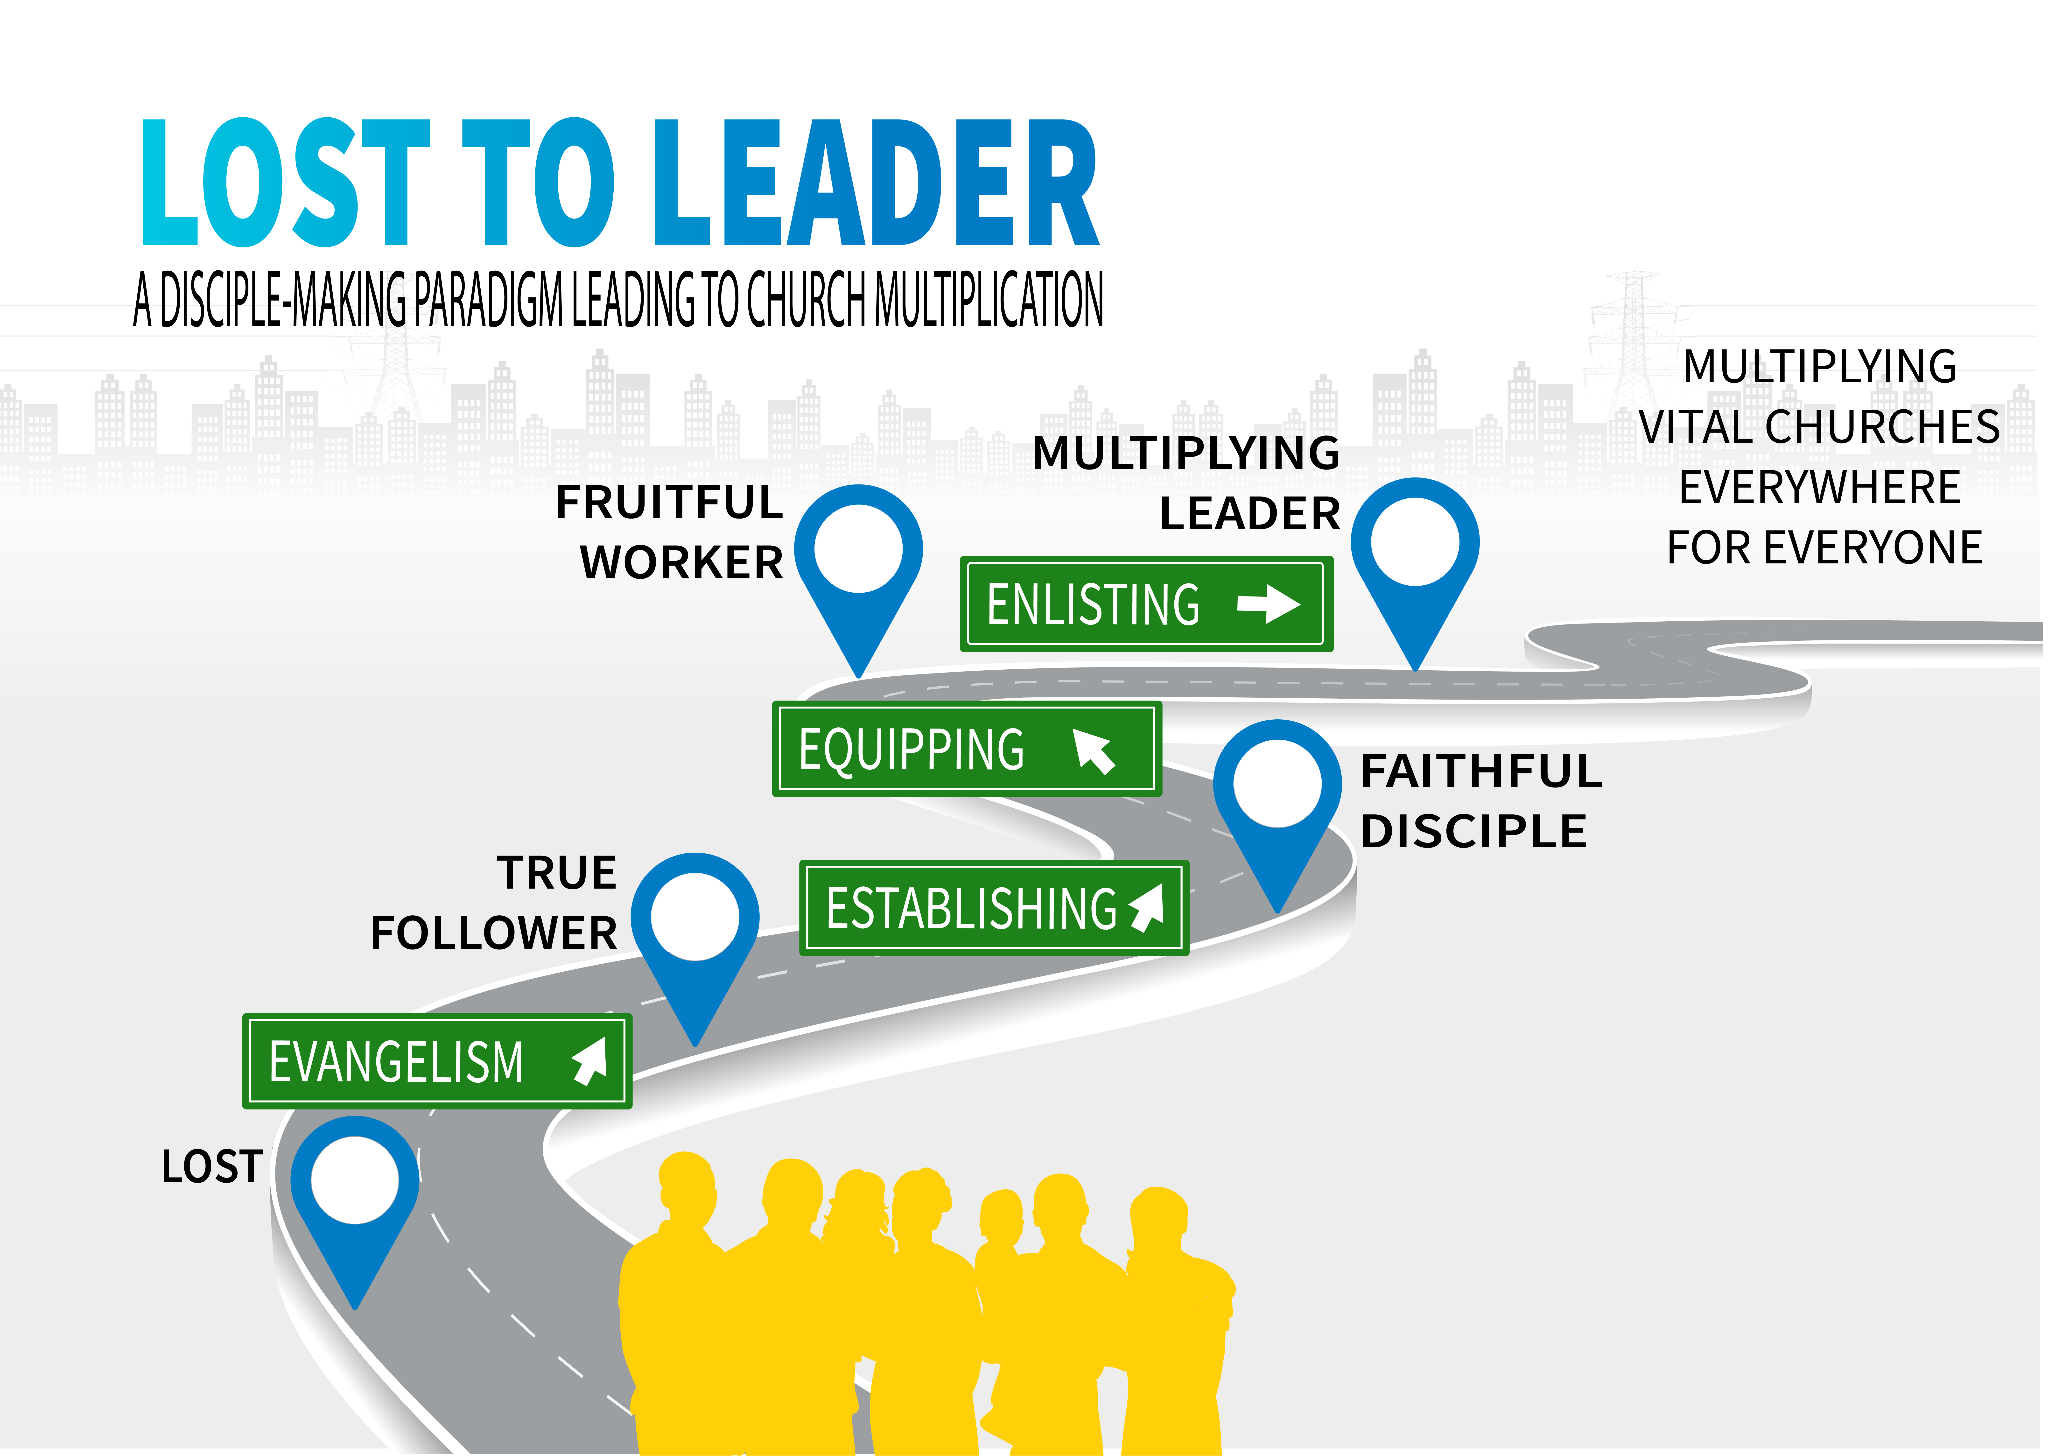 LOST TO LEADER
A DISCIPLE-MAKING PARADIGM LEADING TO CHURCH MULTIPLICATION
MULTIPLYING
VITAL CHURCHES
EVERYWHERE
FOR EVERYONE
MULTIPLYING
LEADER
FRUITFUL
WORKER
ENLISTING
EQUIPPING
FAITHFUL
DISCIPLE
TRUE
FOLLOWER
ESTABLISHING
EVANGELISM
LOST